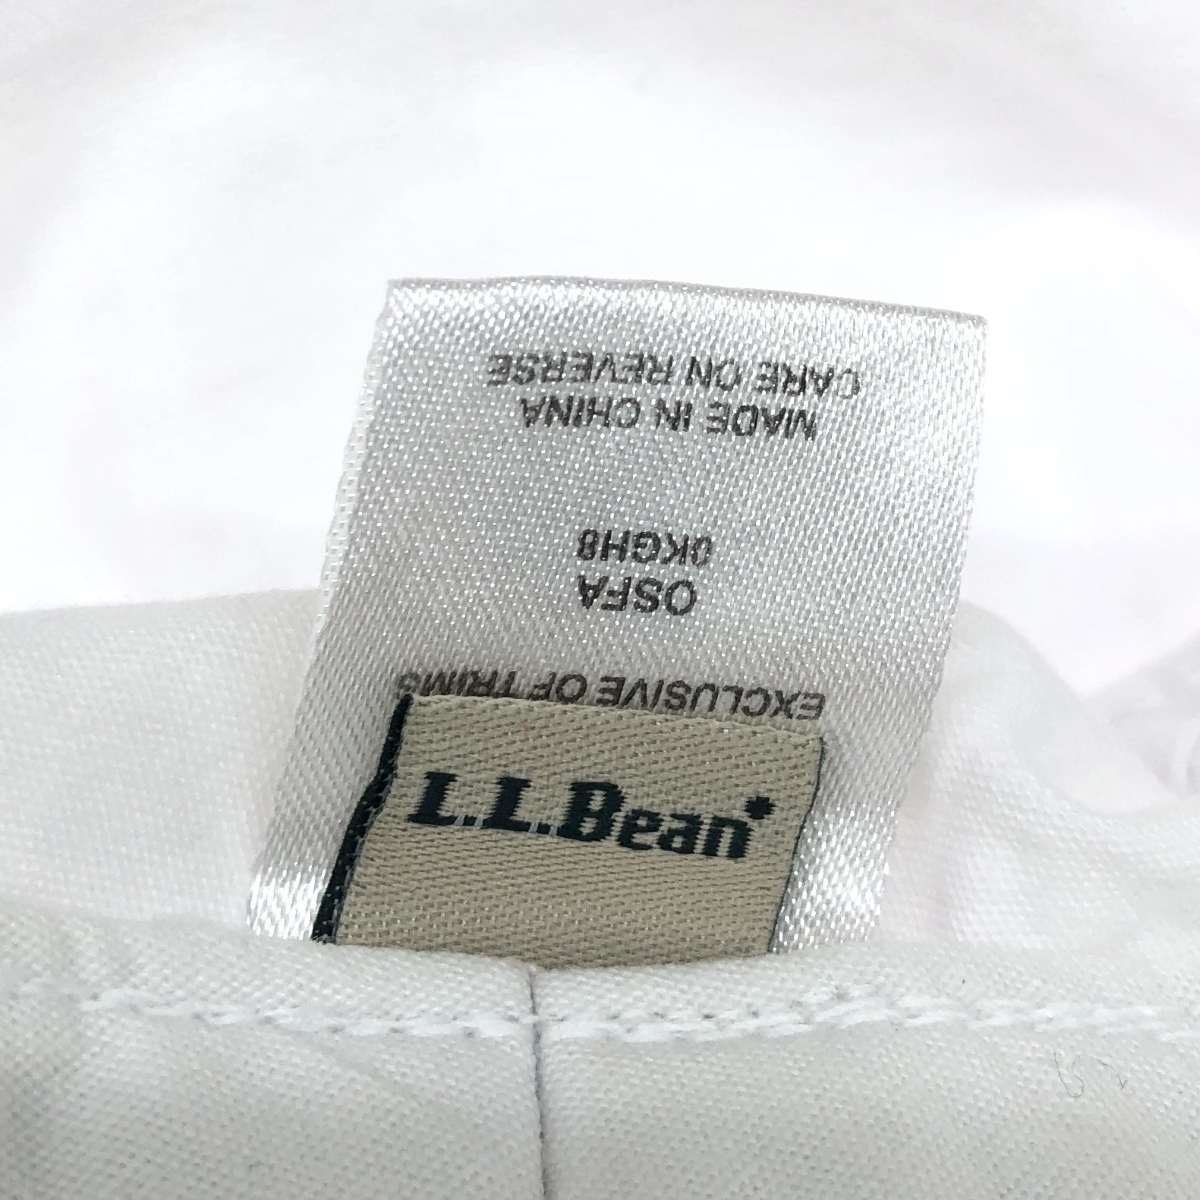 L.L.Bean
EXCLUSIVE OF TRIMS
OSFA
0KGH8
MADE IN CHINA
CARE ON REVERSE